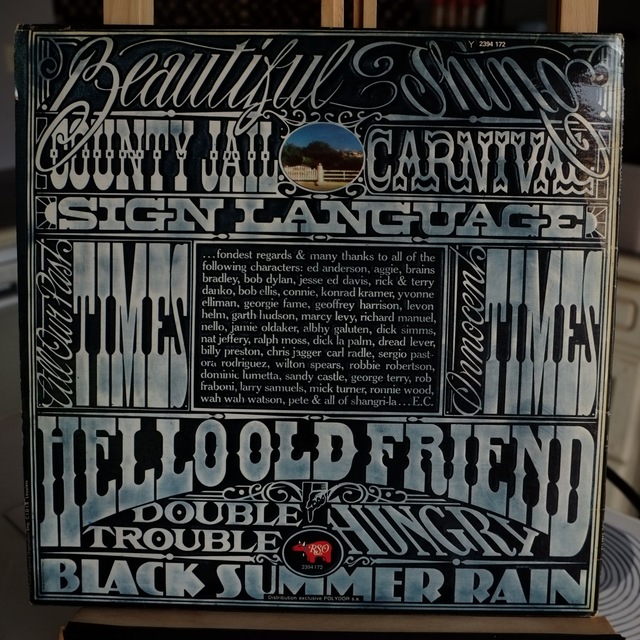 Y 2394 172
Beautiful Thing
COUNTY JAIL CARNIVAL
SIGN LANGUAGE
All Our Past TIMES
...fondest regards & many thanks to all of the
following characters: ed anderson, aggie, brains
bradley, bob dylan, jesse ed davis, rick & terry
danko, bob ellis, connie, konrad kramer, yvonne
elliman, georgie fame, geoffrey harrison, levon
helm, garth hudson, marcy levy, richard manuel,
nello, jamie oldaker, albhy galuten, dick simms,
nat jeffery, ralph moss, dick la palm, dread lever,
billy preston, chris jagger carl radle, sergio past-
ora rodriguez, wilton spears, robbie robertson,
dominic lumetta, sandy castle, george terry, rob
fraboni, larry samuels, mick turner, ronnie wood,
wah wah watson, pete & all of shangri-la...E.C.
Innocent TIMES
HELLO OLD FRIEND
DOUBLE TROUBLE
HUNGRY
RSO
2394 172
BLACK SUMMER RAIN
Distribution exclusive POLYDOR s.a.